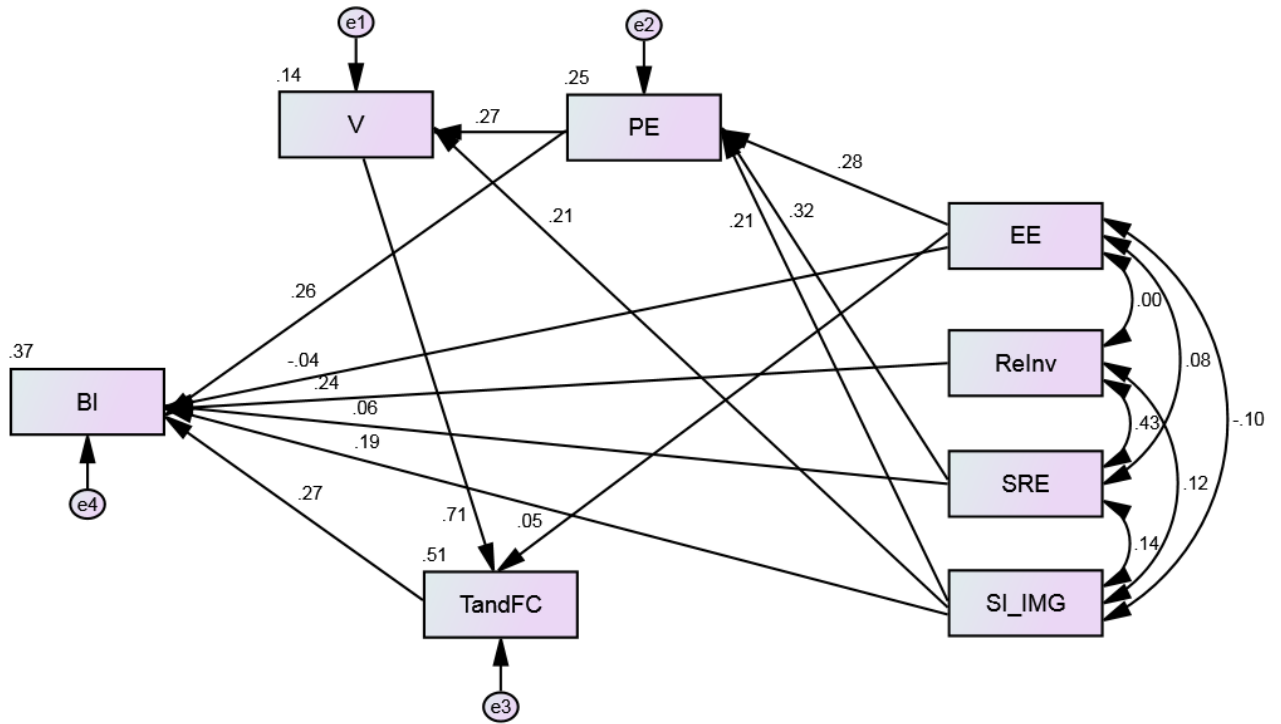 e1
e2
.14
.25
V
.27
PE
.28
.21
.21
.32
EE
.00
.26
.37
-.04
.24
ReInv
.08
BI
.06
.43
-.10
.19
SRE
.12
e4
.27
.71
.05
.14
.51
TandFC
SI_IMG
e3